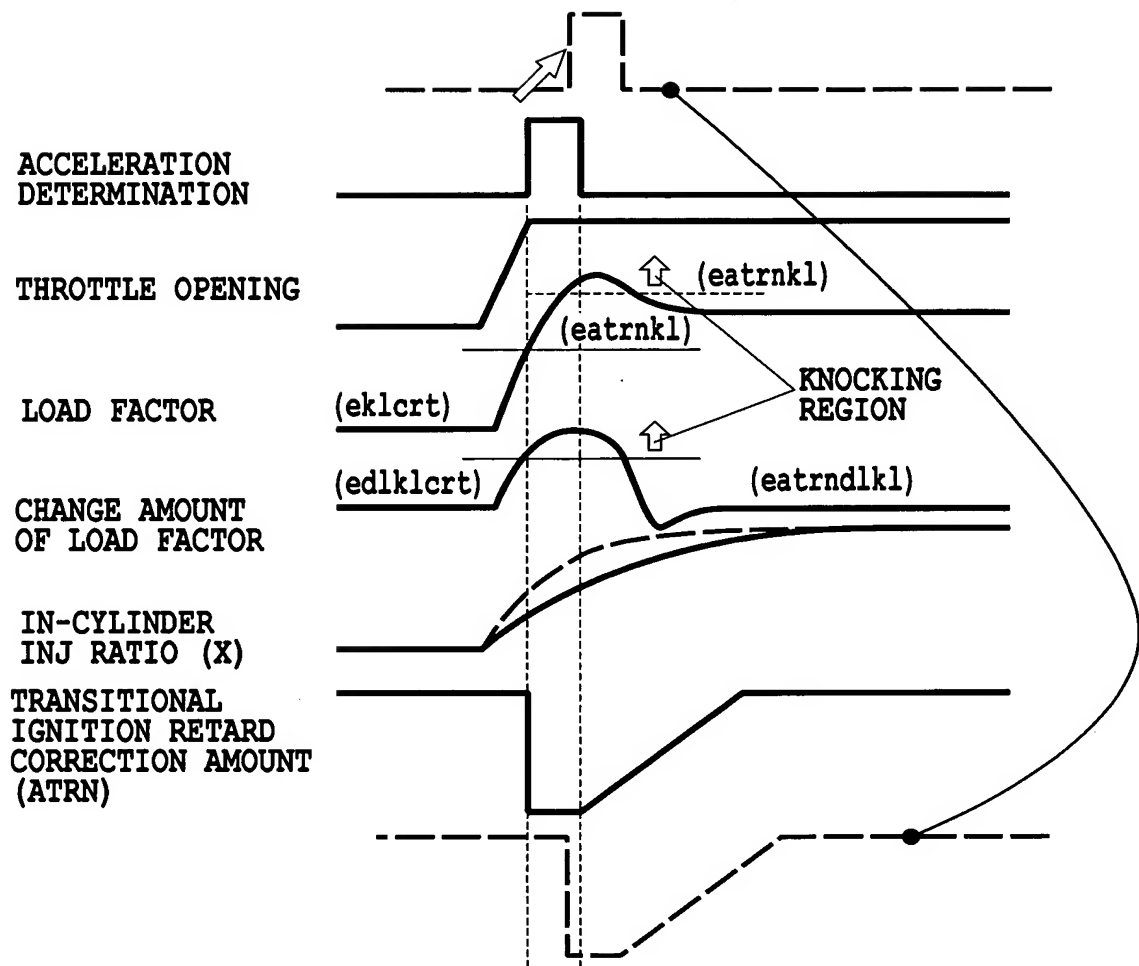 ACCELERATION
DETERMINATION
THROTTLE OPENING
(eatrnkl)
(eatrnkl)
KNOCKING
REGION
LOAD FACTOR
(eklcrt)
(edlklcrt)
(eatrndlkl)
CHANGE AMOUNT
OF LOAD FACTOR
IN-CYLINDER
INJ RATIO (X)
TRANSITIONAL
IGNITION RETARD
CORRECTION AMOUNT
(ATRN)